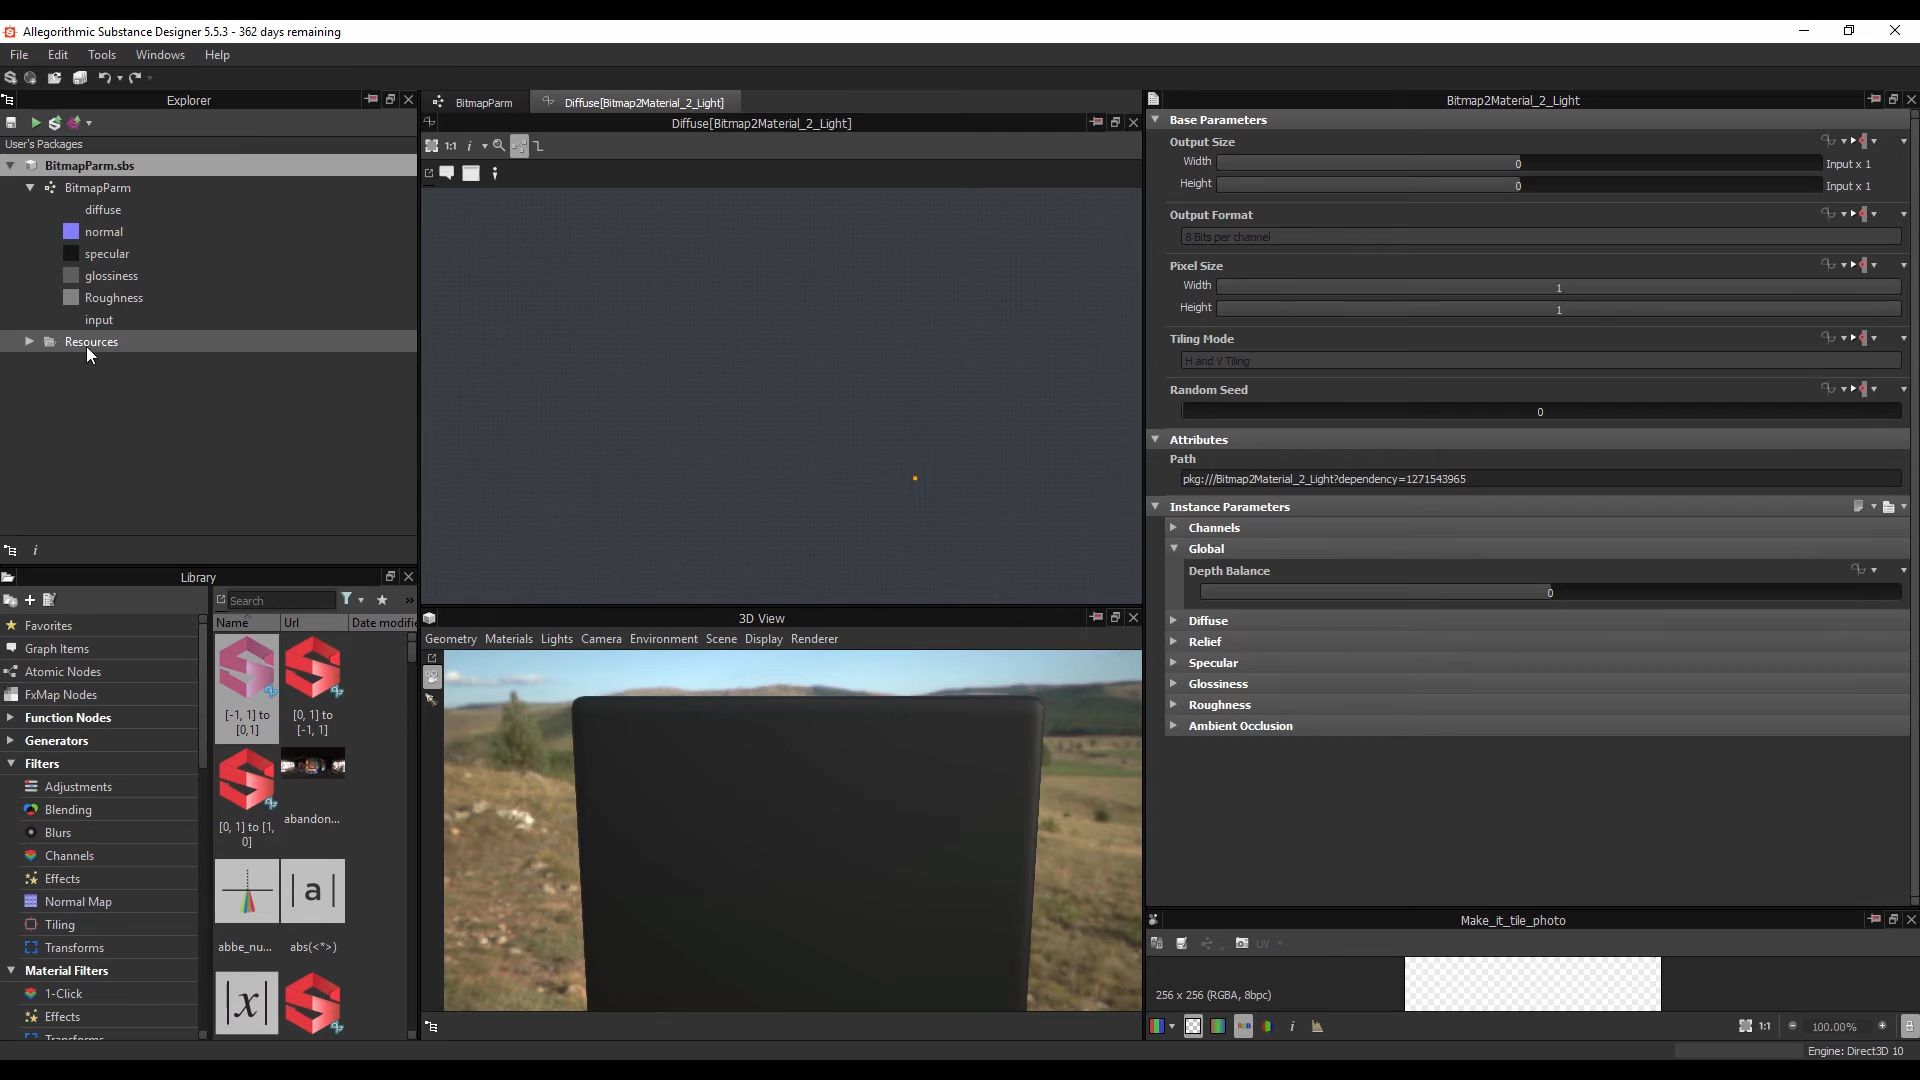 Allegorithmic Substance Designer 5.5.3 - 362 days remaining
File Edit Tools Windows Help
Explorer
User's Packages
BitmapParm.sbs
BitmapParm
diffuse
normal
specular
glossiness
Roughness
input
Resources
Library
Search
Name Url Date modifie
Favorites
Graph Items
Atomic Nodes
FxMap Nodes
Function Nodes
Generators
Filters
Adjustments
Blending
Blurs
Channels
Effects
Normal Map
Tiling
Transforms
Material Filters
1-Click
Effects
Transforms
[-1, 1] to [0,1]
[0, 1] to [-1, 1]
[0, 1] to [1, 0]
abandon...
|a|
abbe_nu...
abs(<*>)
|x|
BitmapParm
Diffuse[Bitmap2Material_2_Light]
Diffuse[Bitmap2Material_2_Light]
1:1
3D View
Geometry Materials Lights Camera Environment Scene Display Renderer
Bitmap2Material_2_Light
Base Parameters
Output Size
Width 0 Input x 1
Height 0 Input x 1
Output Format
8 Bits per channel
Pixel Size
Width 1
Height 1
Tiling Mode
H and V Tiling
Random Seed
0
Attributes
Path
pkg:///Bitmap2Material_2_Light?dependency=1271543965
Instance Parameters
Channels
Global
Depth Balance
0
Diffuse
Relief
Specular
Glossiness
Roughness
Ambient Occlusion
Make_it_tile_photo
UV
256 x 256 (RGBA, 8bpc)
1:1 100.00%
Engine: Direct3D 10